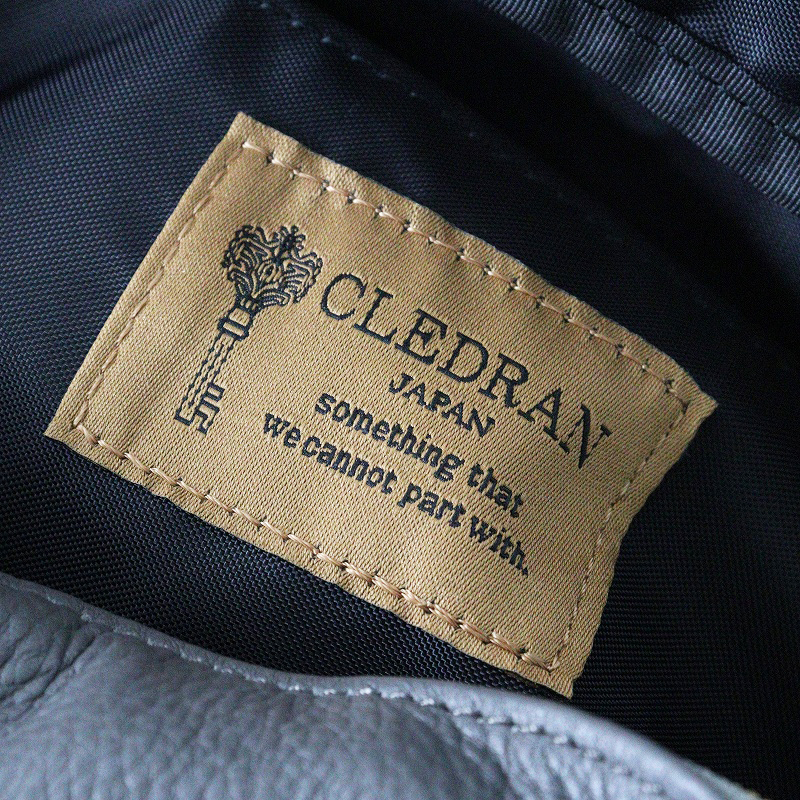 CLEDRAN
JAPAN
something that
we cannot part with.